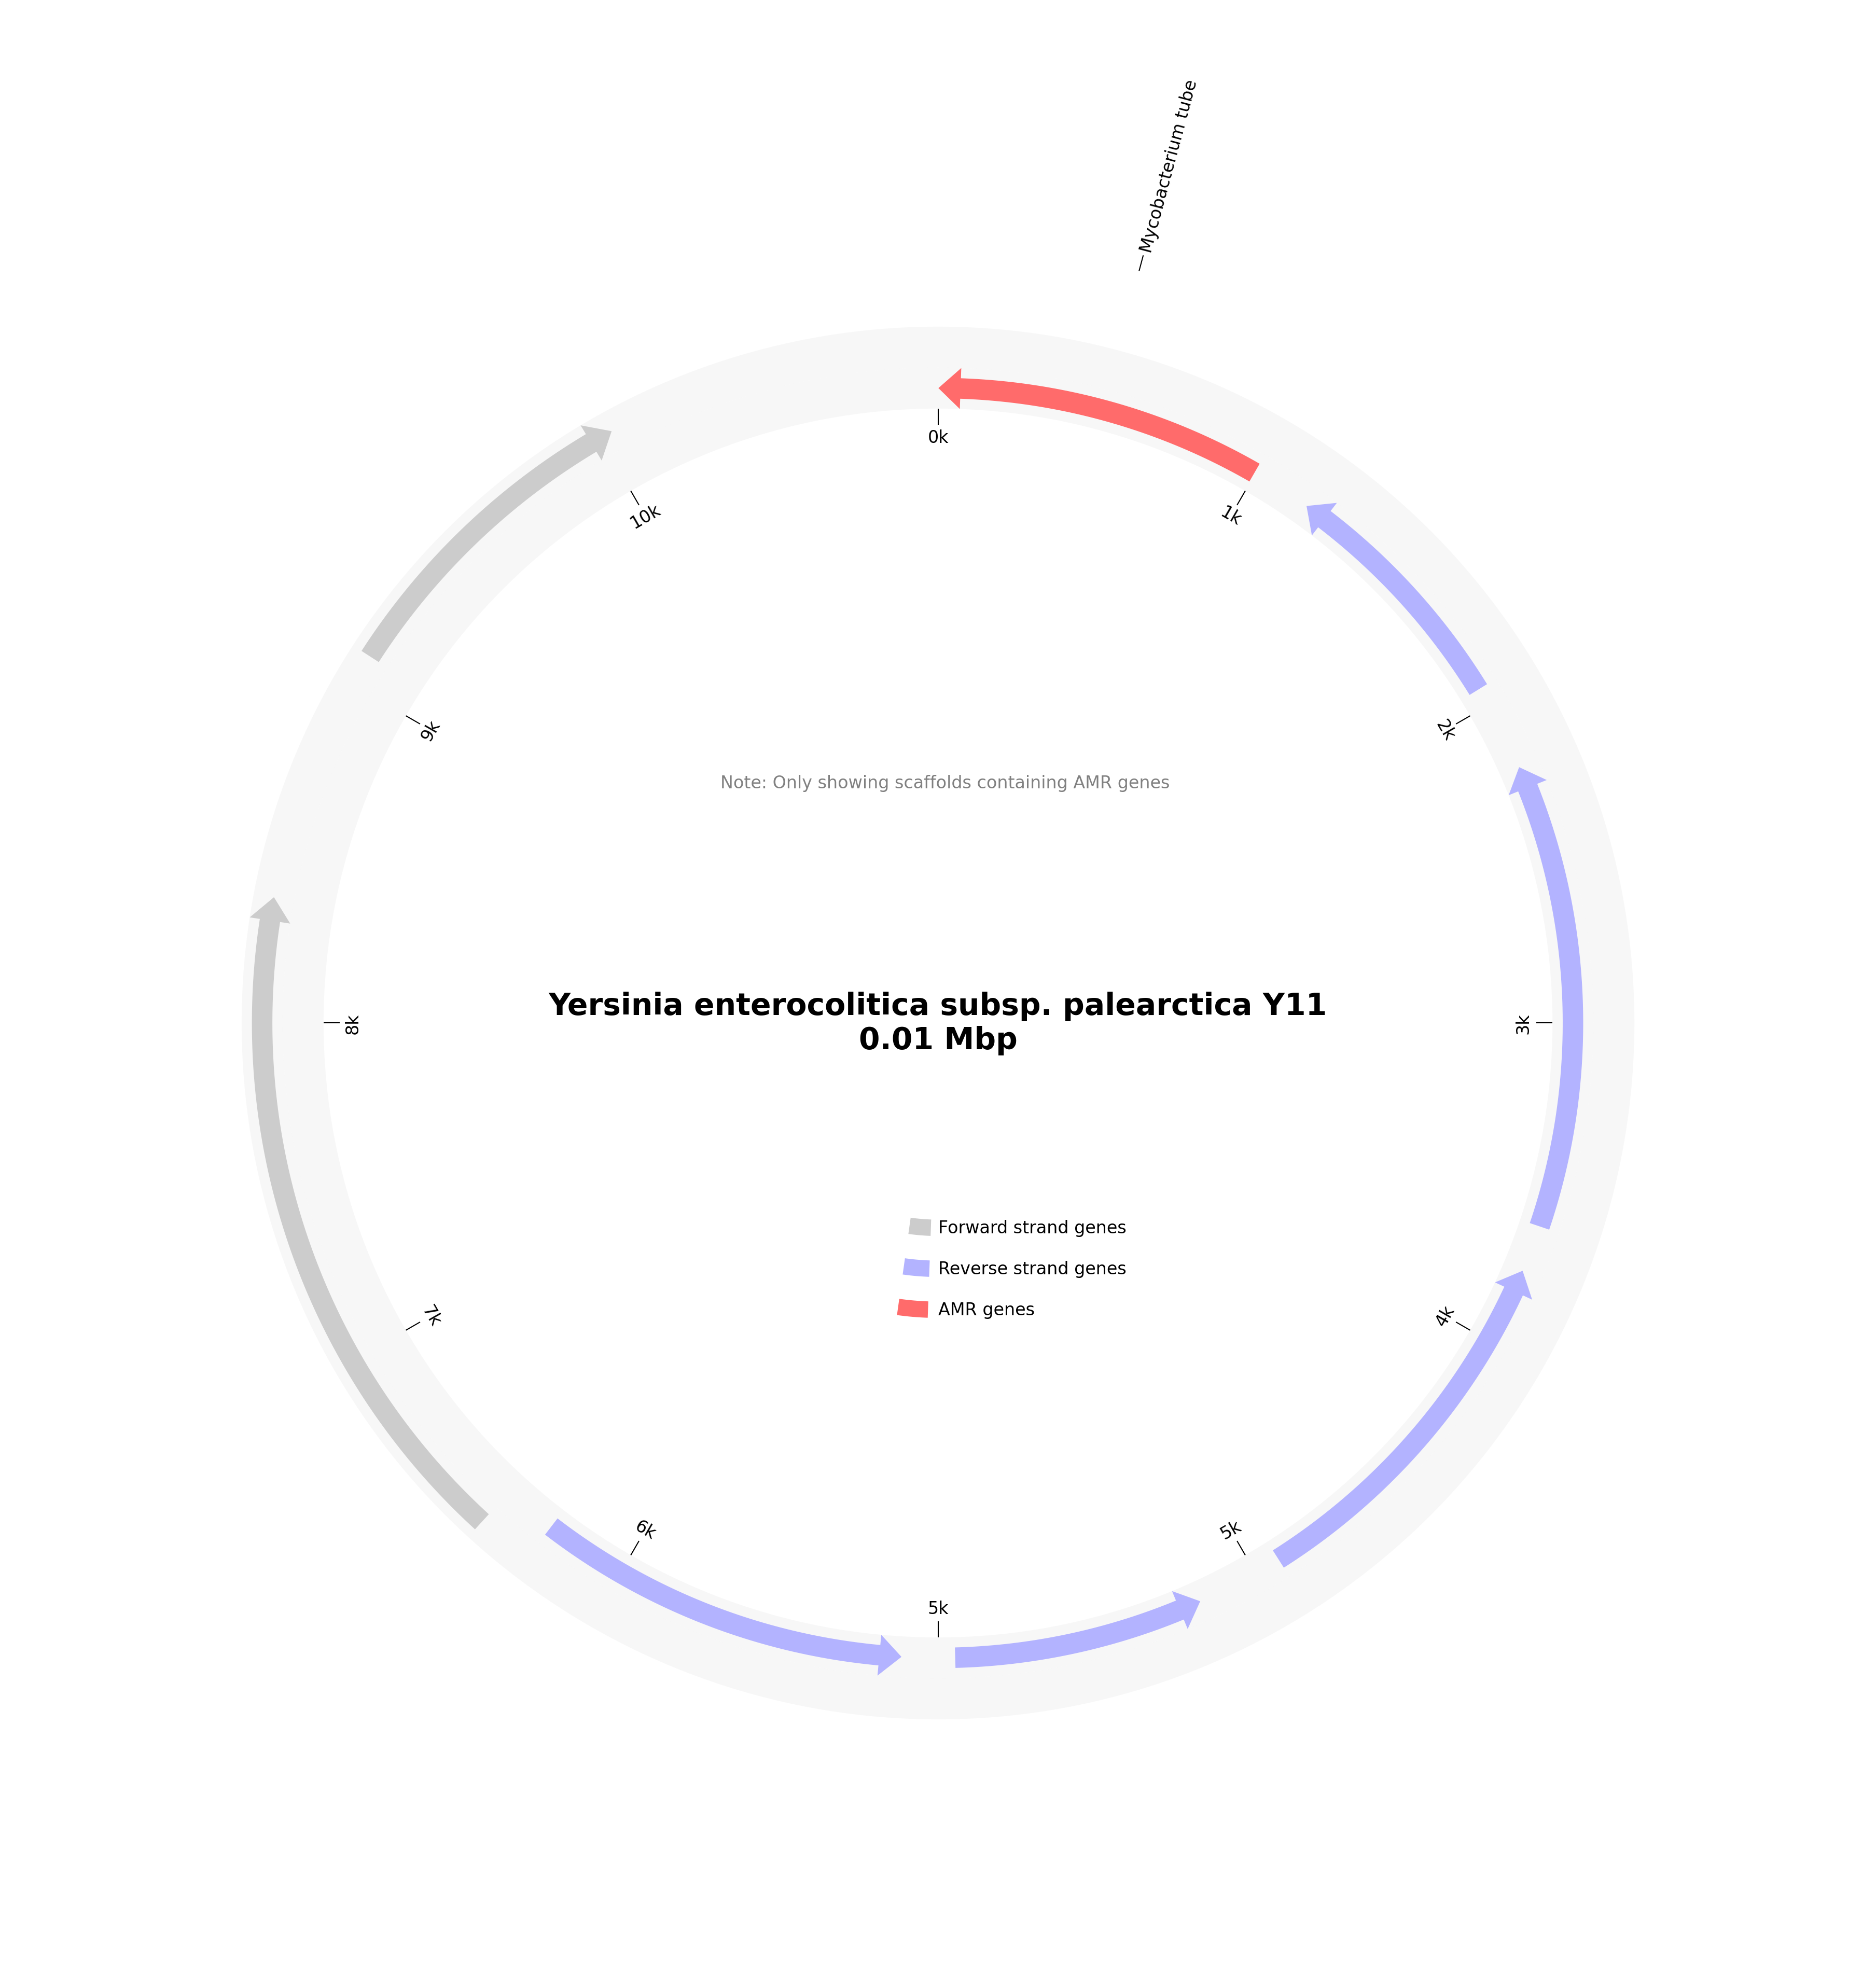 Mycobacterium tube
0k
1k
10k
2k
9k
Note: Only showing scaffolds containing AMR genes
Yersinia enterocolitica subsp. palearctica Y11
0.01 Mbp
3k
8k
Forward strand genes
Reverse strand genes
AMR genes
4k
7k
5k
6k
5k